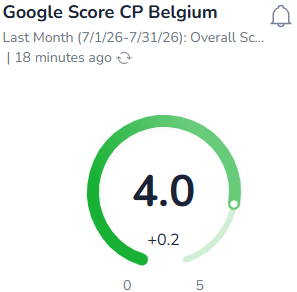 Google Score CP Belgium
Last Month (7/1/26-7/31/26): Overall Sc...
| 18 minutes ago
4.0
+0.2
0 5